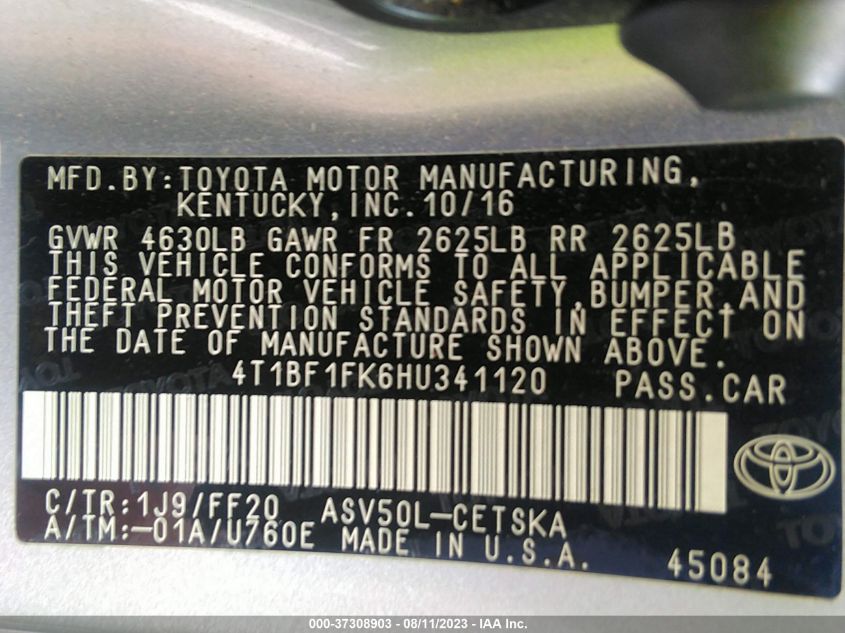 MFD.BY:TOYOTA MOTOR MANUFACTURING,
KENTUCKY,INC.10/16
GVWR 4630LB GAWR FR 2625LB RR 2625LB
THIS VEHICLE CONFORMS TO ALL APPLICABLE
FEDERAL MOTOR VEHICLE SAFETY,BUMPER,AND
THEFT PREVENTION STANDARDS IN EFFECT ON
THE DATE OF MANUFACTURE SHOWN ABOVE.
4T1BF1FK6HU341120 PASS.CAR
C/TR:1J9/FF20 ASV50L-CETSKA
A/TM:-01A/U760E MADE IN U.S.A. 45084
000-37308903 - 08/11/2023 - IAA Inc.